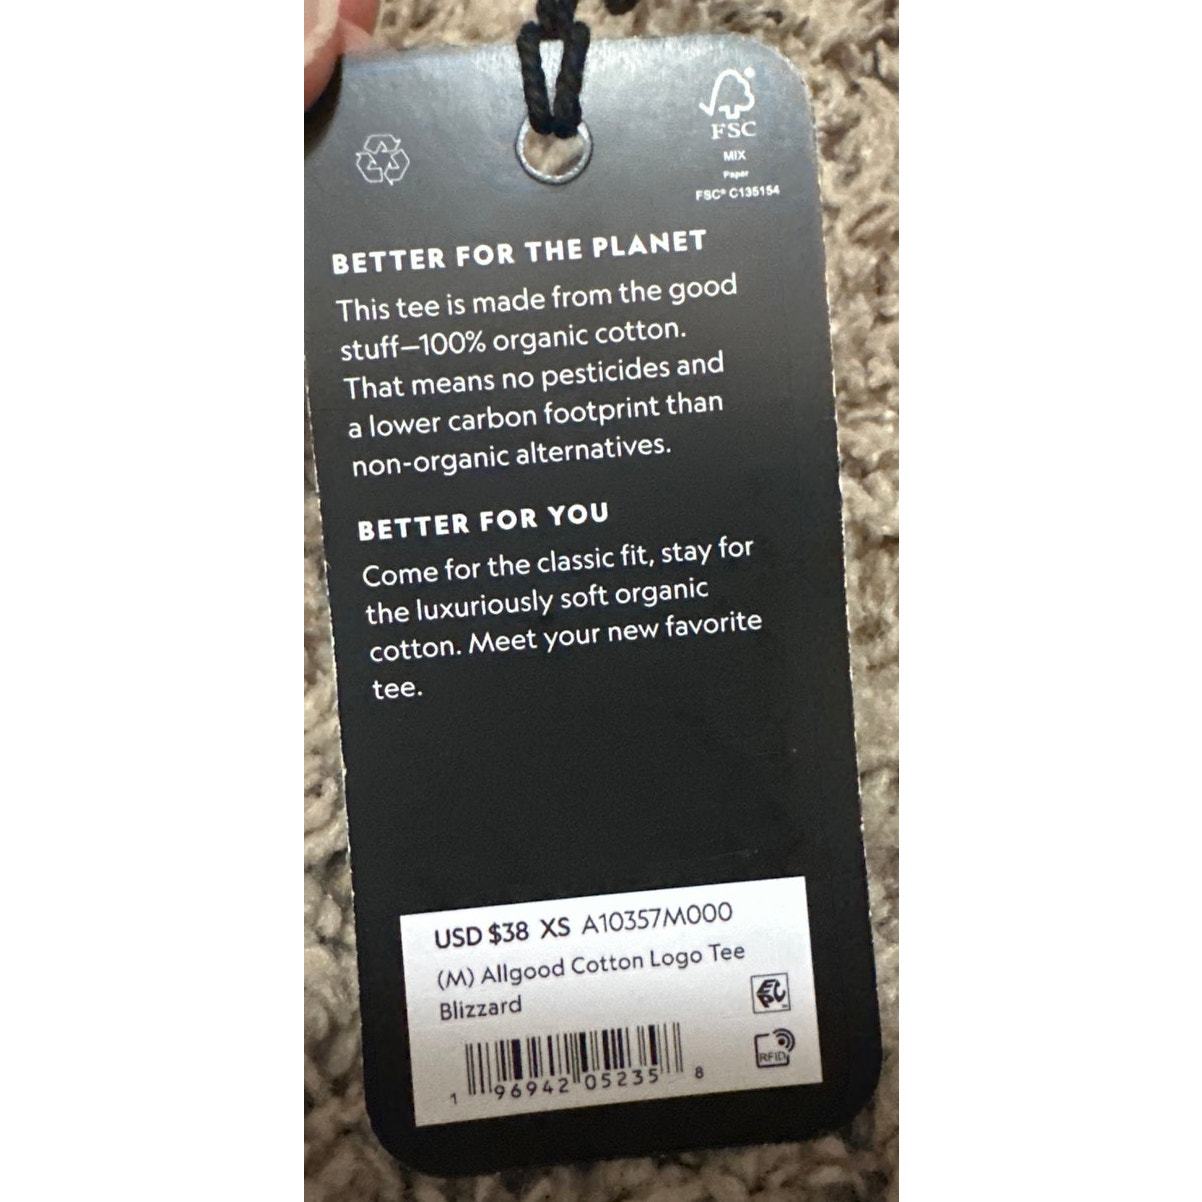 FSC
MIX
Paper
FSC® C135154
BETTER FOR THE PLANET
This tee is made from the good
stuff—100% organic cotton.
That means no pesticides and
a lower carbon footprint than
non-organic alternatives.
BETTER FOR YOU
Come for the classic fit, stay for
the luxuriously soft organic
cotton. Meet your new favorite
tee.
USD $38 XS A10357M000
(M) Allgood Cotton Logo Tee
Blizzard
EPC
RFID
1 96942 05235 8